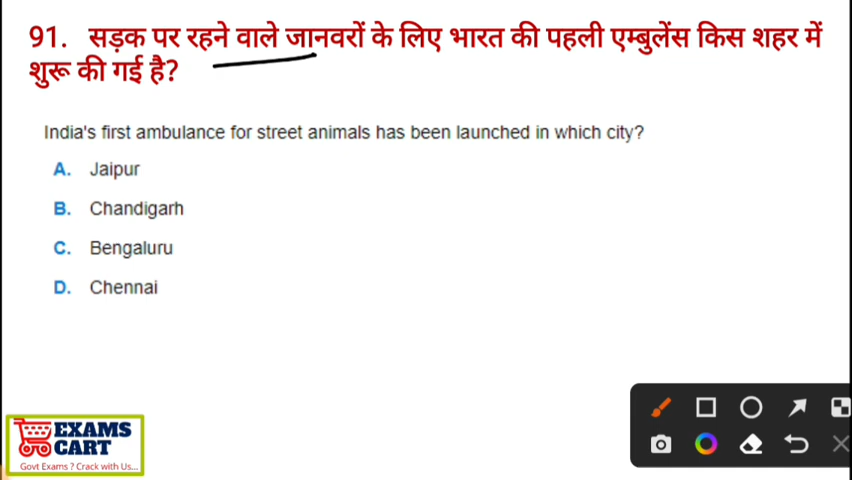 91. सड़क पर रहने वाले जानवरों के लिए भारत की पहली एम्बुलेंस किस शहर में
शुरू की गई है?
India's first ambulance for street animals has been launched in which city?
A. Jaipur
B. Chandigarh
C. Bengaluru
D. Chennai
EXAMS
CART
Govt Exams ? Crack with Us...